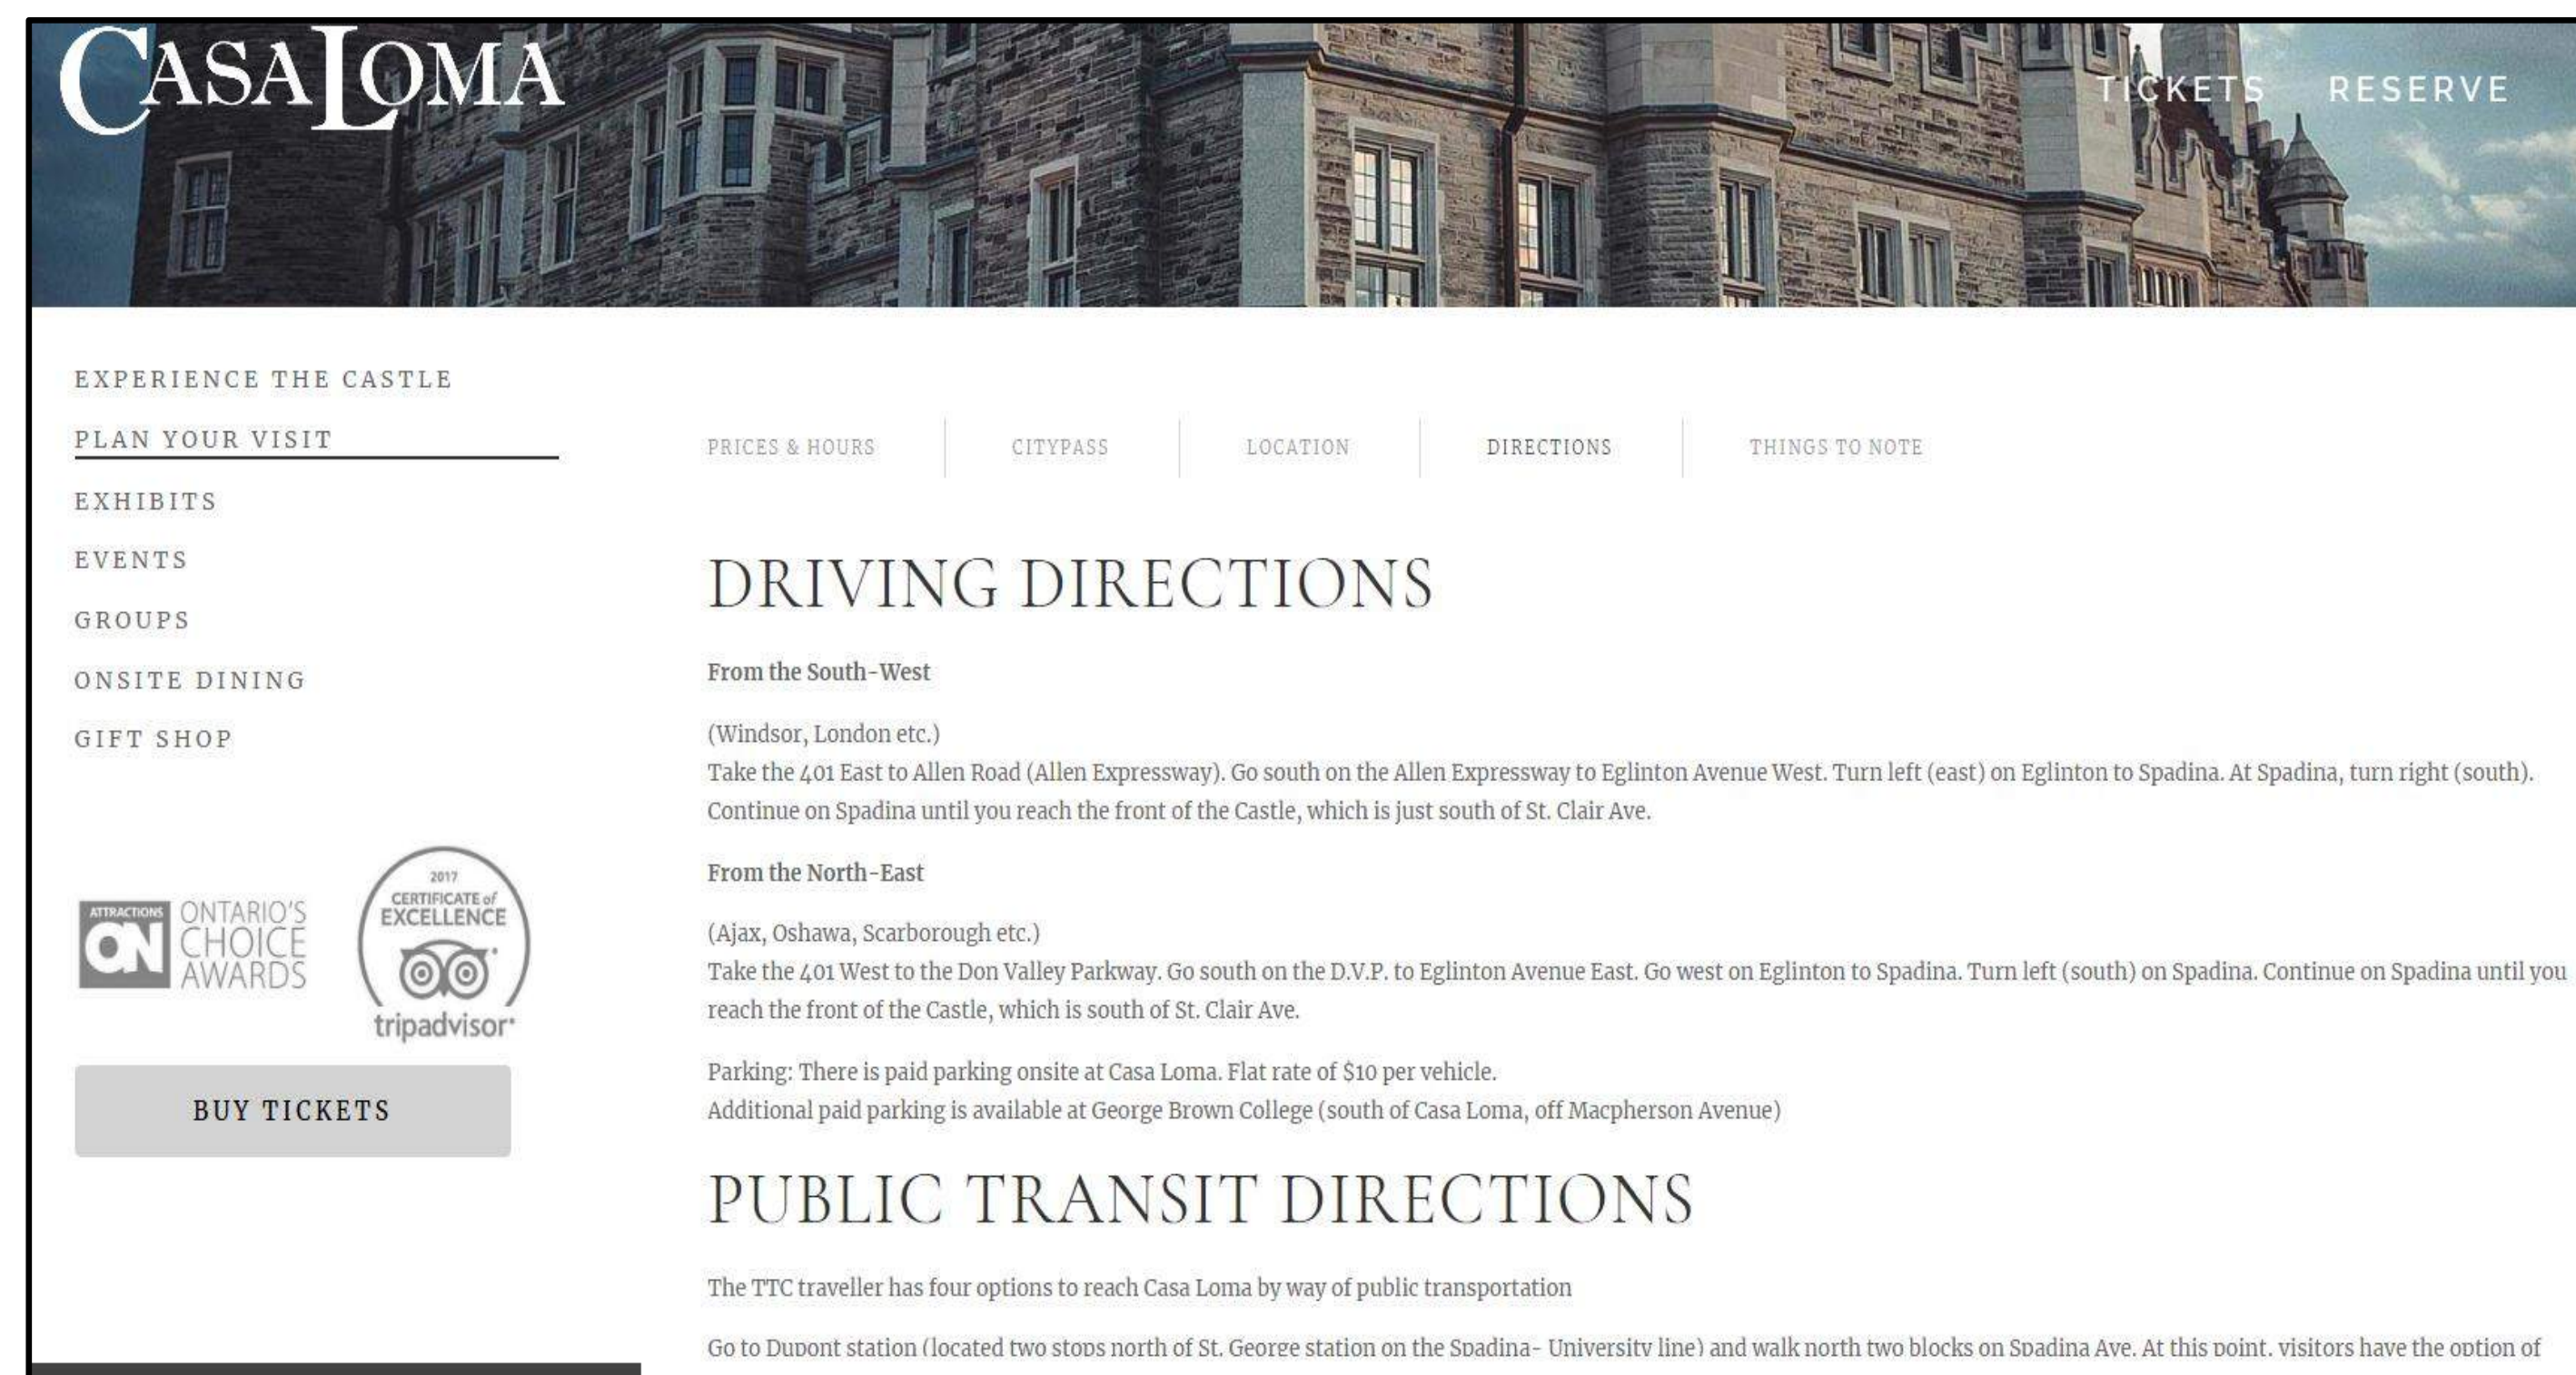 CASA LOMA
TICKETS RESERVE
EXPERIENCE THE CASTLE
PLAN YOUR VISIT
EXHIBITS
EVENTS
GROUPS
ONSITE DINING
GIFT SHOP
ATTRACTIONS
ON
ONTARIO'S
CHOICE
AWARDS
2017
CERTIFICATE of
EXCELLENCE
tripadvisor
BUY TICKETS
PRICES & HOURS
CITYPASS
LOCATION
DIRECTIONS
THINGS TO NOTE
DRIVING DIRECTIONS
From the South-West
(Windsor, London etc.)
Take the 401 East to Allen Road (Allen Expressway). Go south on the Allen Expressway to Eglinton Avenue West. Turn left (east) on Eglinton to Spadina. At Spadina, turn right (south).
Continue on Spadina until you reach the front of the Castle, which is just south of St. Clair Ave.
From the North-East
(Ajax, Oshawa, Scarborough etc.)
Take the 401 West to the Don Valley Parkway. Go south on the D.V.P. to Eglinton Avenue East. Go west on Eglinton to Spadina. Turn left (south) on Spadina. Continue on Spadina until you
reach the front of the Castle, which is south of St. Clair Ave.
Parking: There is paid parking onsite at Casa Loma. Flat rate of $10 per vehicle.
Additional paid parking is available at George Brown College (south of Casa Loma, off Macpherson Avenue)
PUBLIC TRANSIT DIRECTIONS
The TTC traveller has four options to reach Casa Loma by way of public transportation
Go to Dupont station (located two stops north of St. George station on the Spadina- University line) and walk north two blocks on Spadina Ave. At this point, visitors have the option of